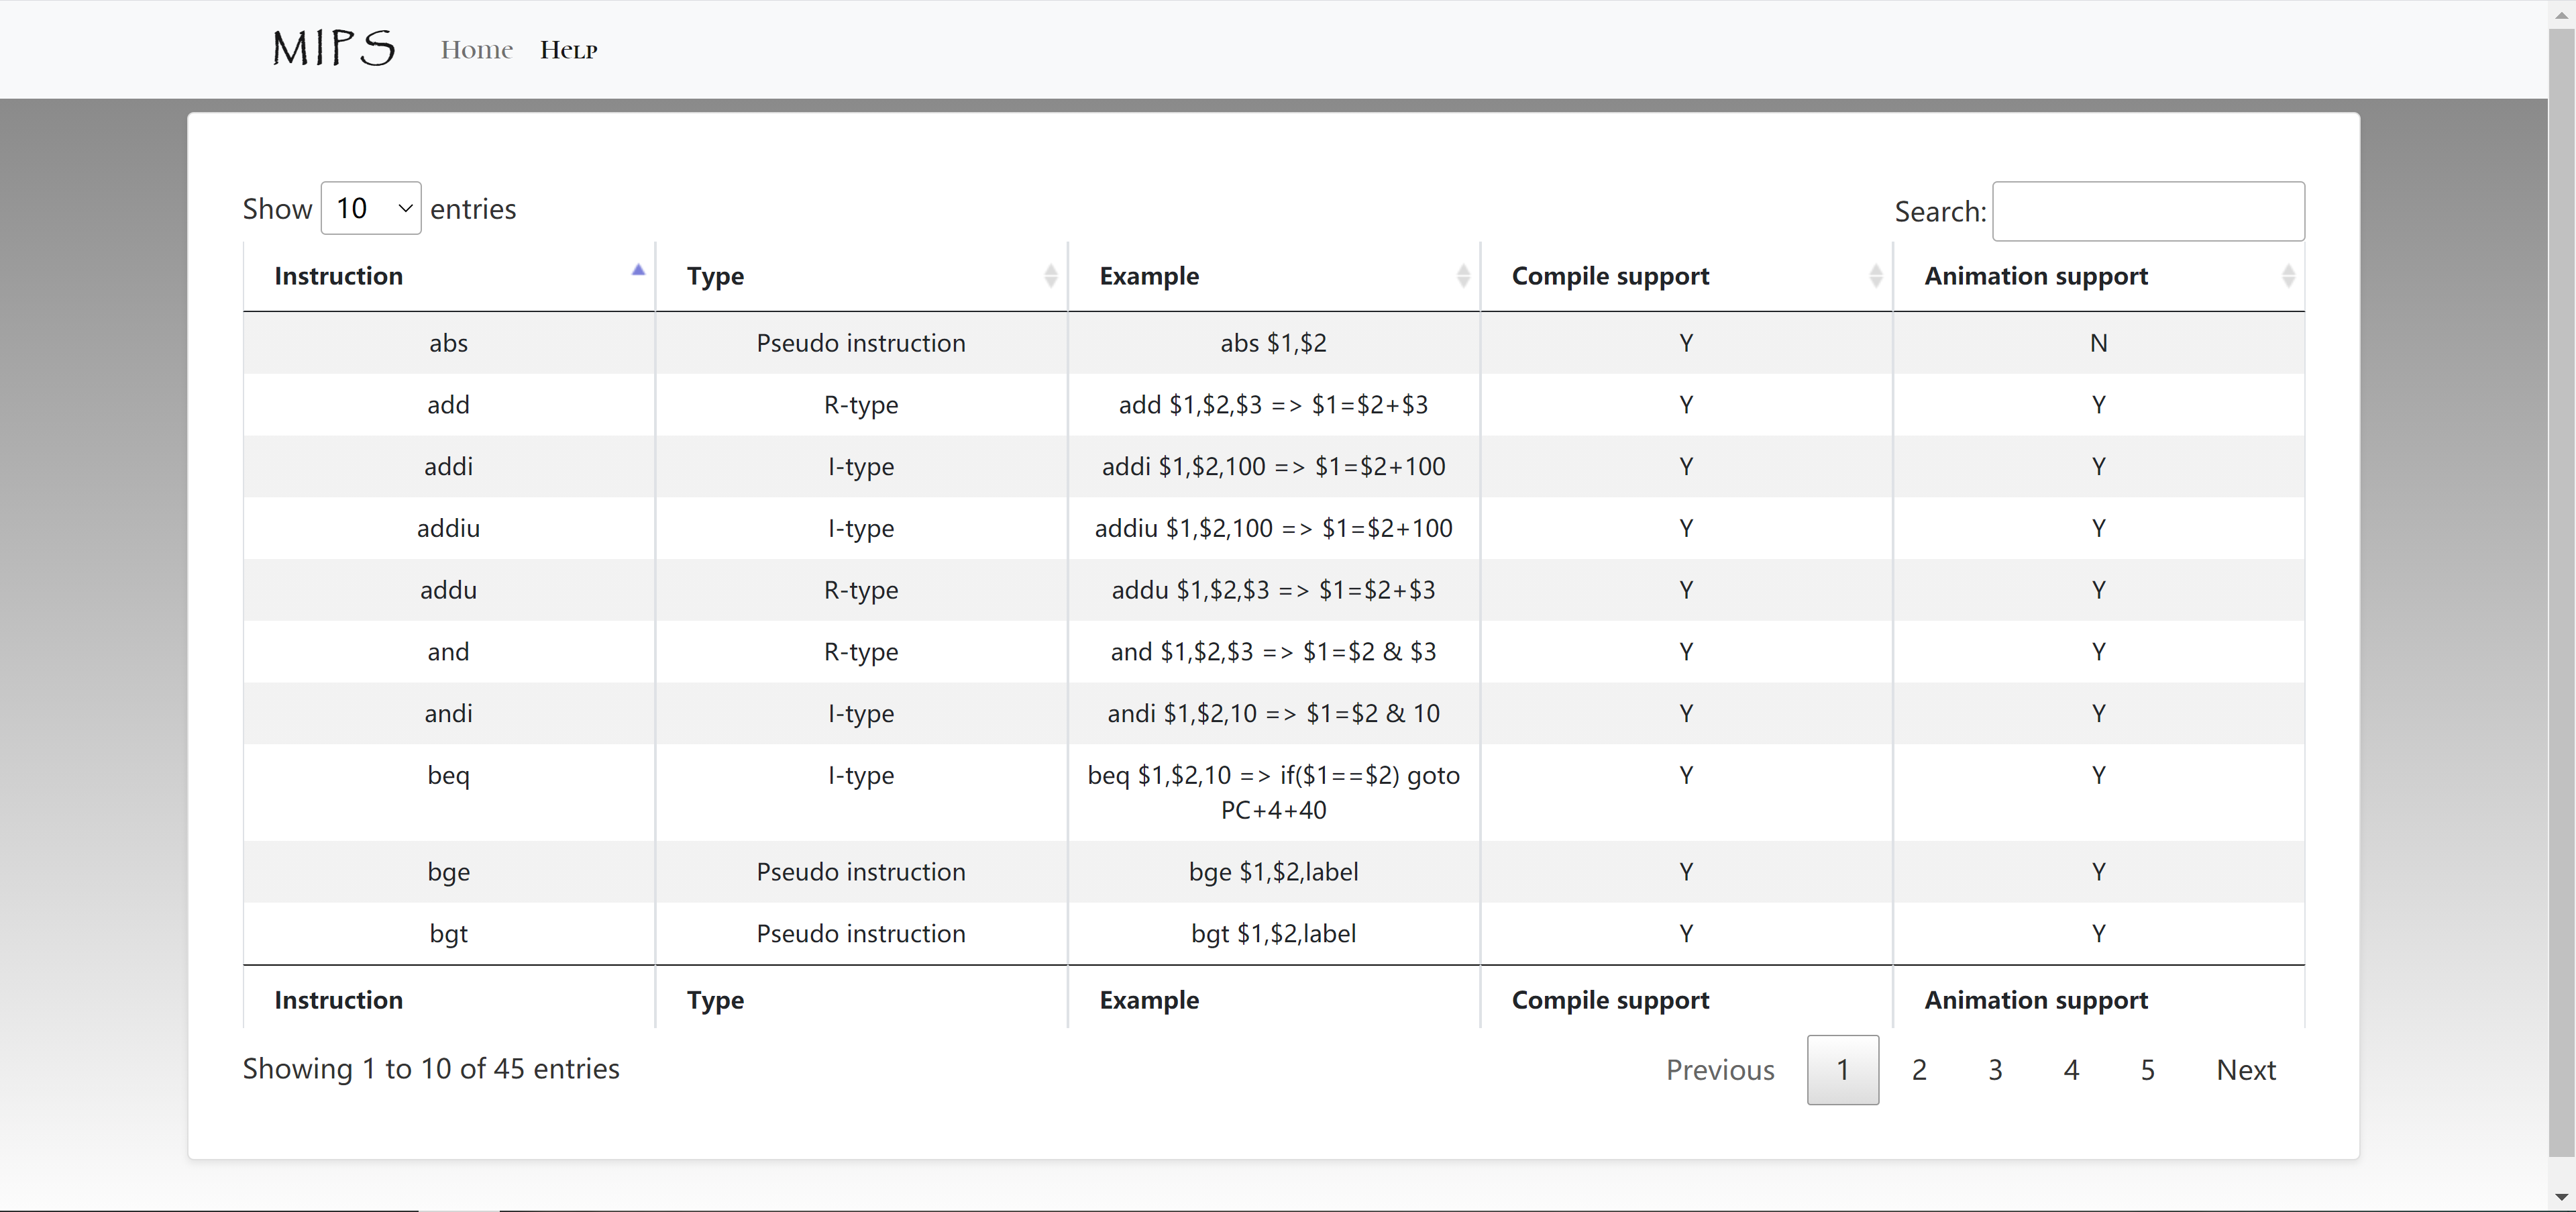 MIPS Home Help
Show 10 entries Search:
Instruction Type Example Compile support Animation support
abs Pseudo instruction abs $1,$2 Y N
add R-type add $1,$2,$3 => $1=$2+$3 Y Y
addi I-type addi $1,$2,100 => $1=$2+100 Y Y
addiu I-type addiu $1,$2,100 => $1=$2+100 Y Y
addu R-type addu $1,$2,$3 => $1=$2+$3 Y Y
and R-type and $1,$2,$3 => $1=$2 & $3 Y Y
andi I-type andi $1,$2,10 => $1=$2 & 10 Y Y
beq I-type beq $1,$2,10 => if($1==$2) goto Y Y
PC+4+40
bge Pseudo instruction bge $1,$2,label Y Y
bgt Pseudo instruction bgt $1,$2,label Y Y
Instruction Type Example Compile support Animation support
Showing 1 to 10 of 45 entries Previous 1 2 3 4 5 Next